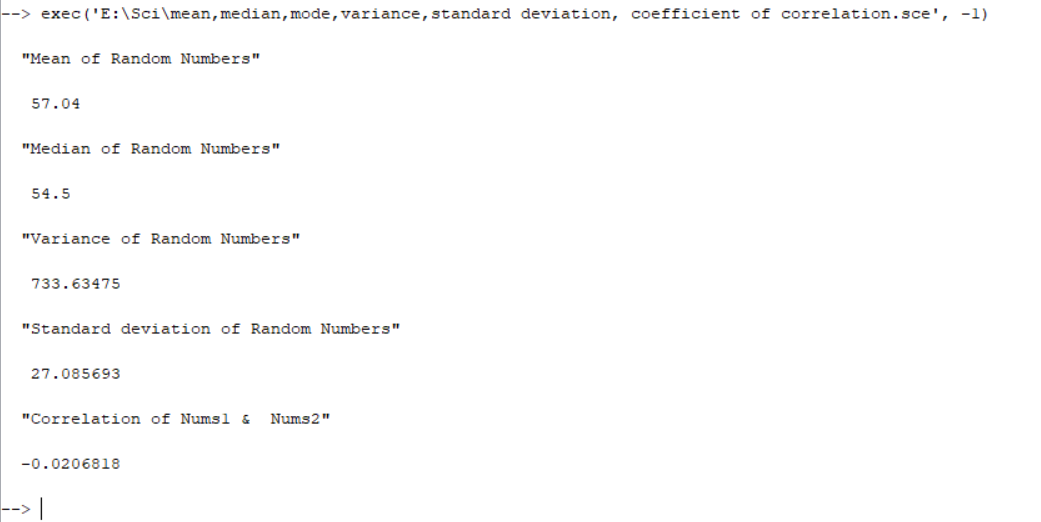 --> exec('E:\Sci\mean,median,mode,variance,standard deviation, coefficient of correlation.sce', -1)
"Mean of Random Numbers"
57.04
"Median of Random Numbers"
54.5
"Variance of Random Numbers"
733.63475
"Standard deviation of Random Numbers"
27.085693
"Correlation of Nums1 &  Nums2"
-0.0206818
-->